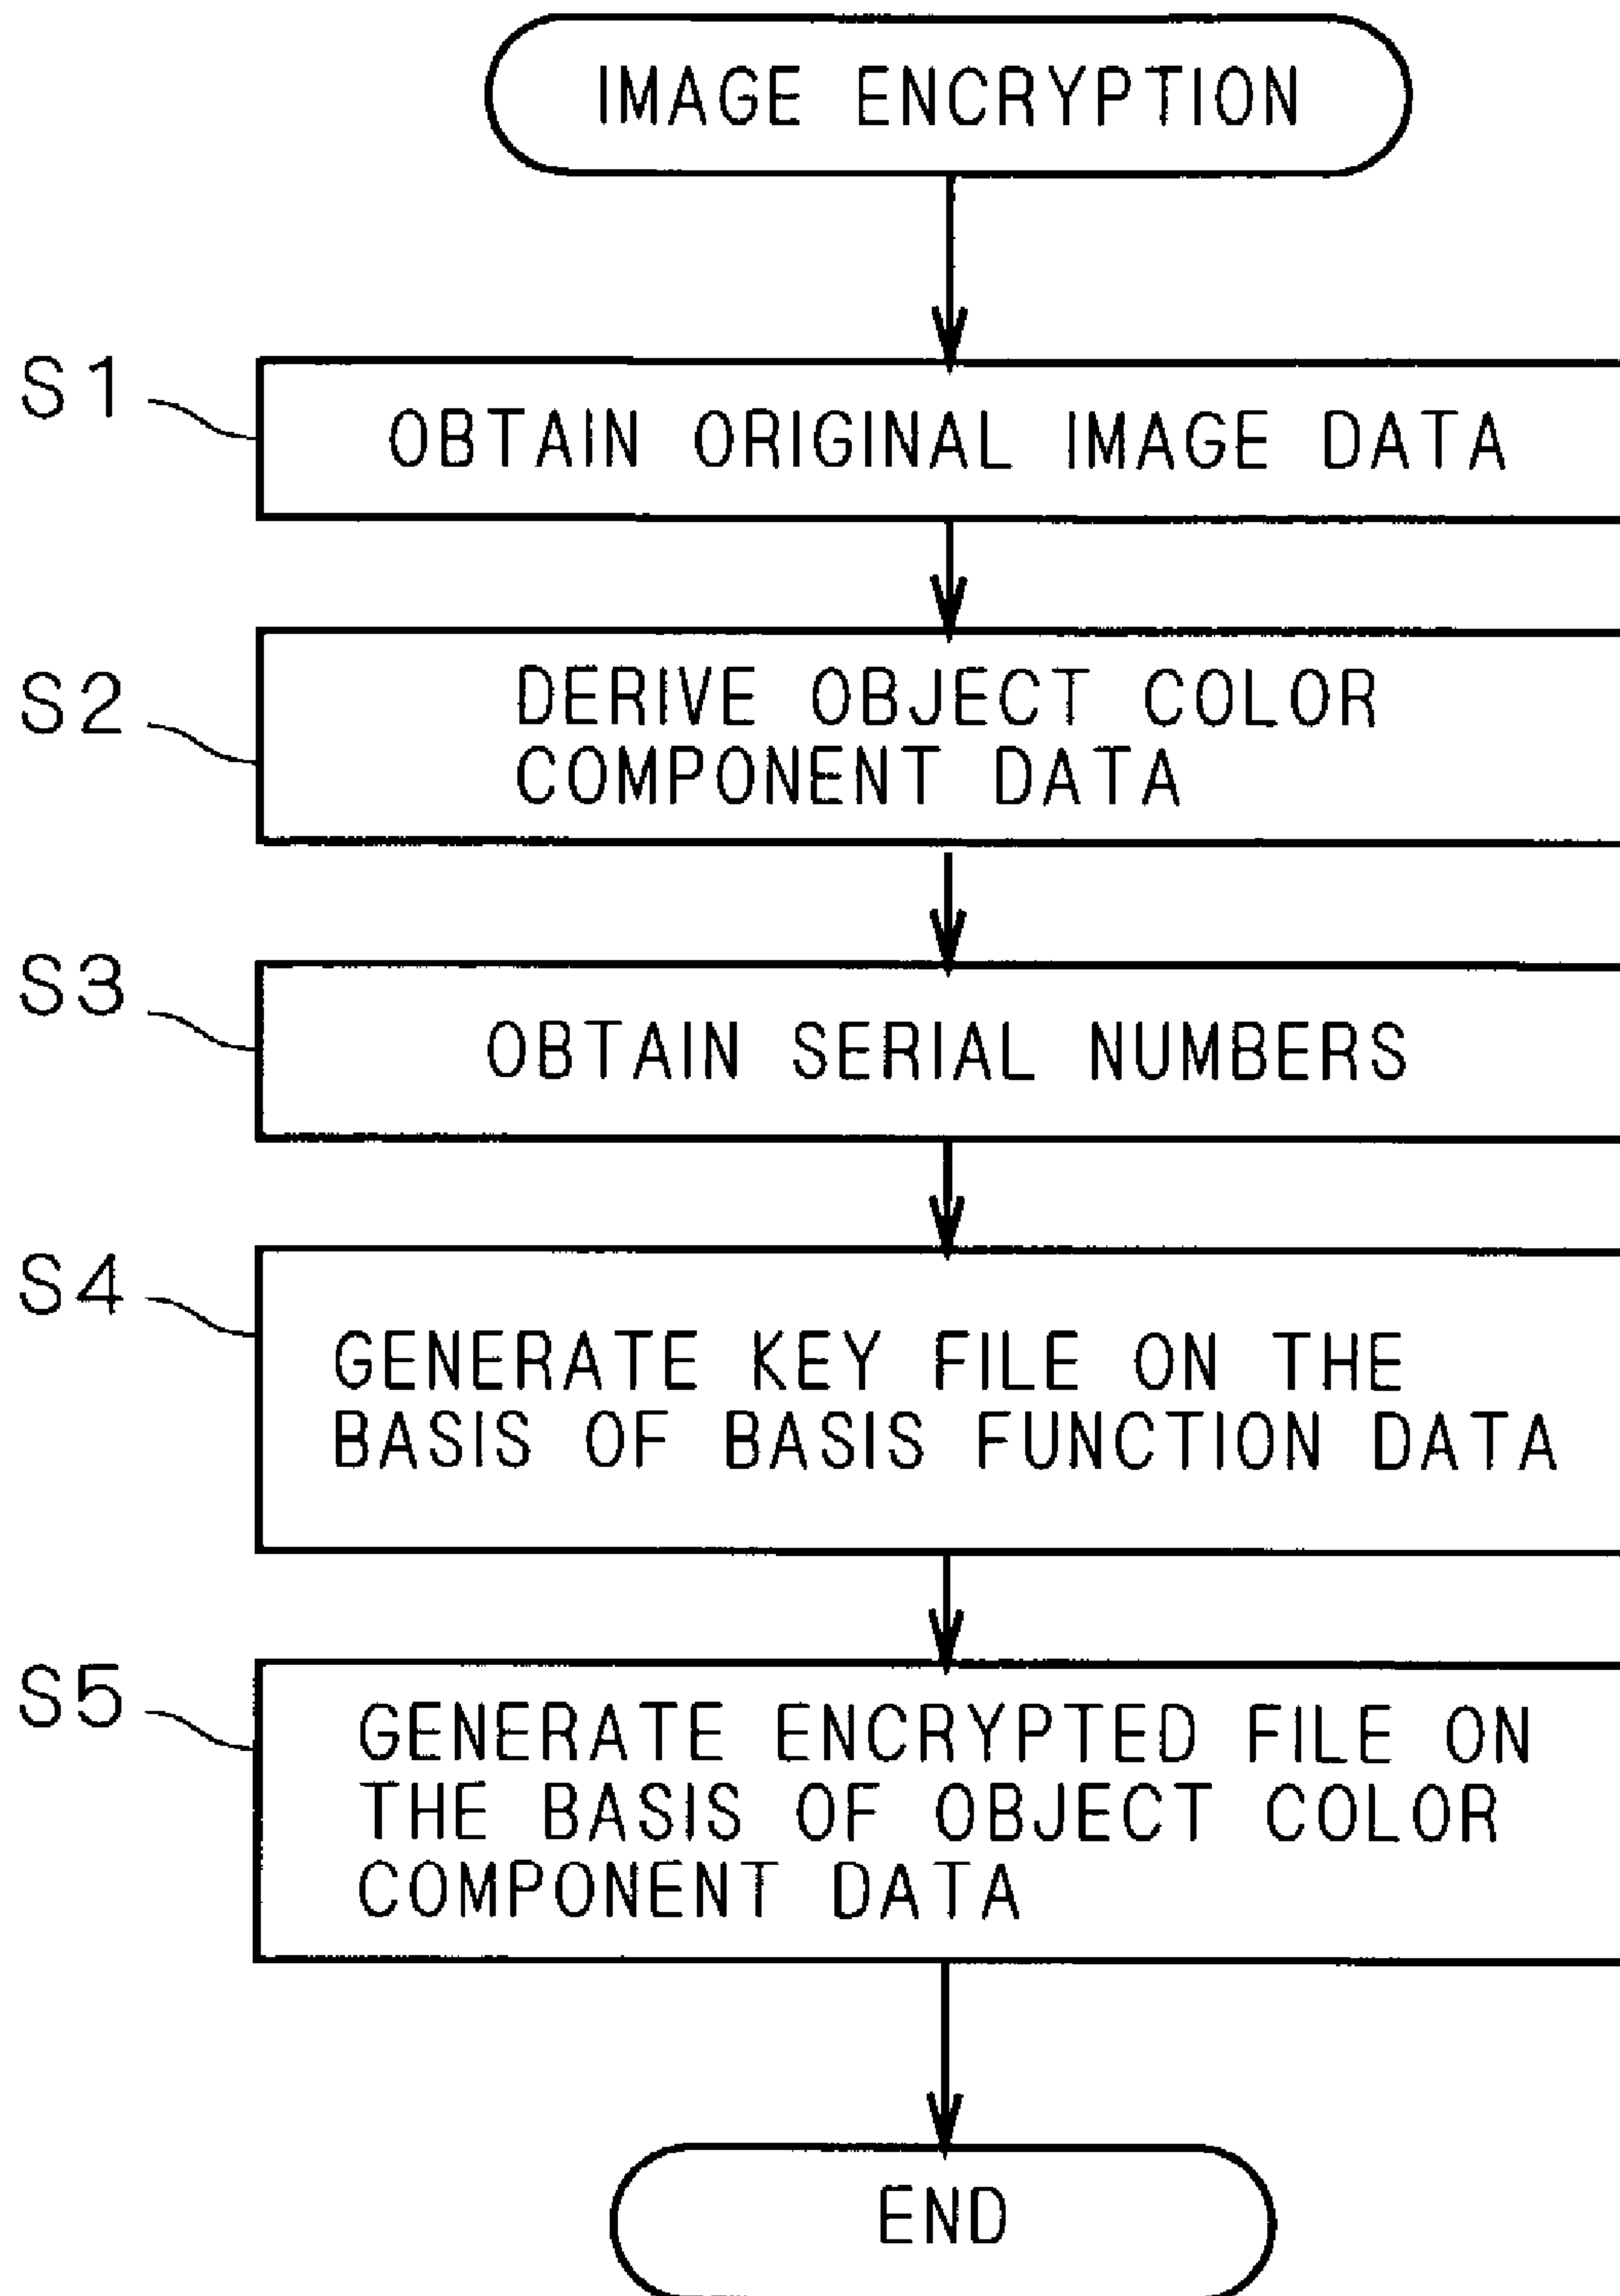 IMAGE ENCRYPTION
S1
OBTAIN ORIGINAL IMAGE DATA
S2
DERIVE OBJECT COLOR
COMPONENT DATA
S3
OBTAIN SERIAL NUMBERS
S4
GENERATE KEY FILE ON THE
BASIS OF BASIS FUNCTION DATA
S5
GENERATE ENCRYPTED FILE ON
THE BASIS OF OBJECT COLOR
COMPONENT DATA
END